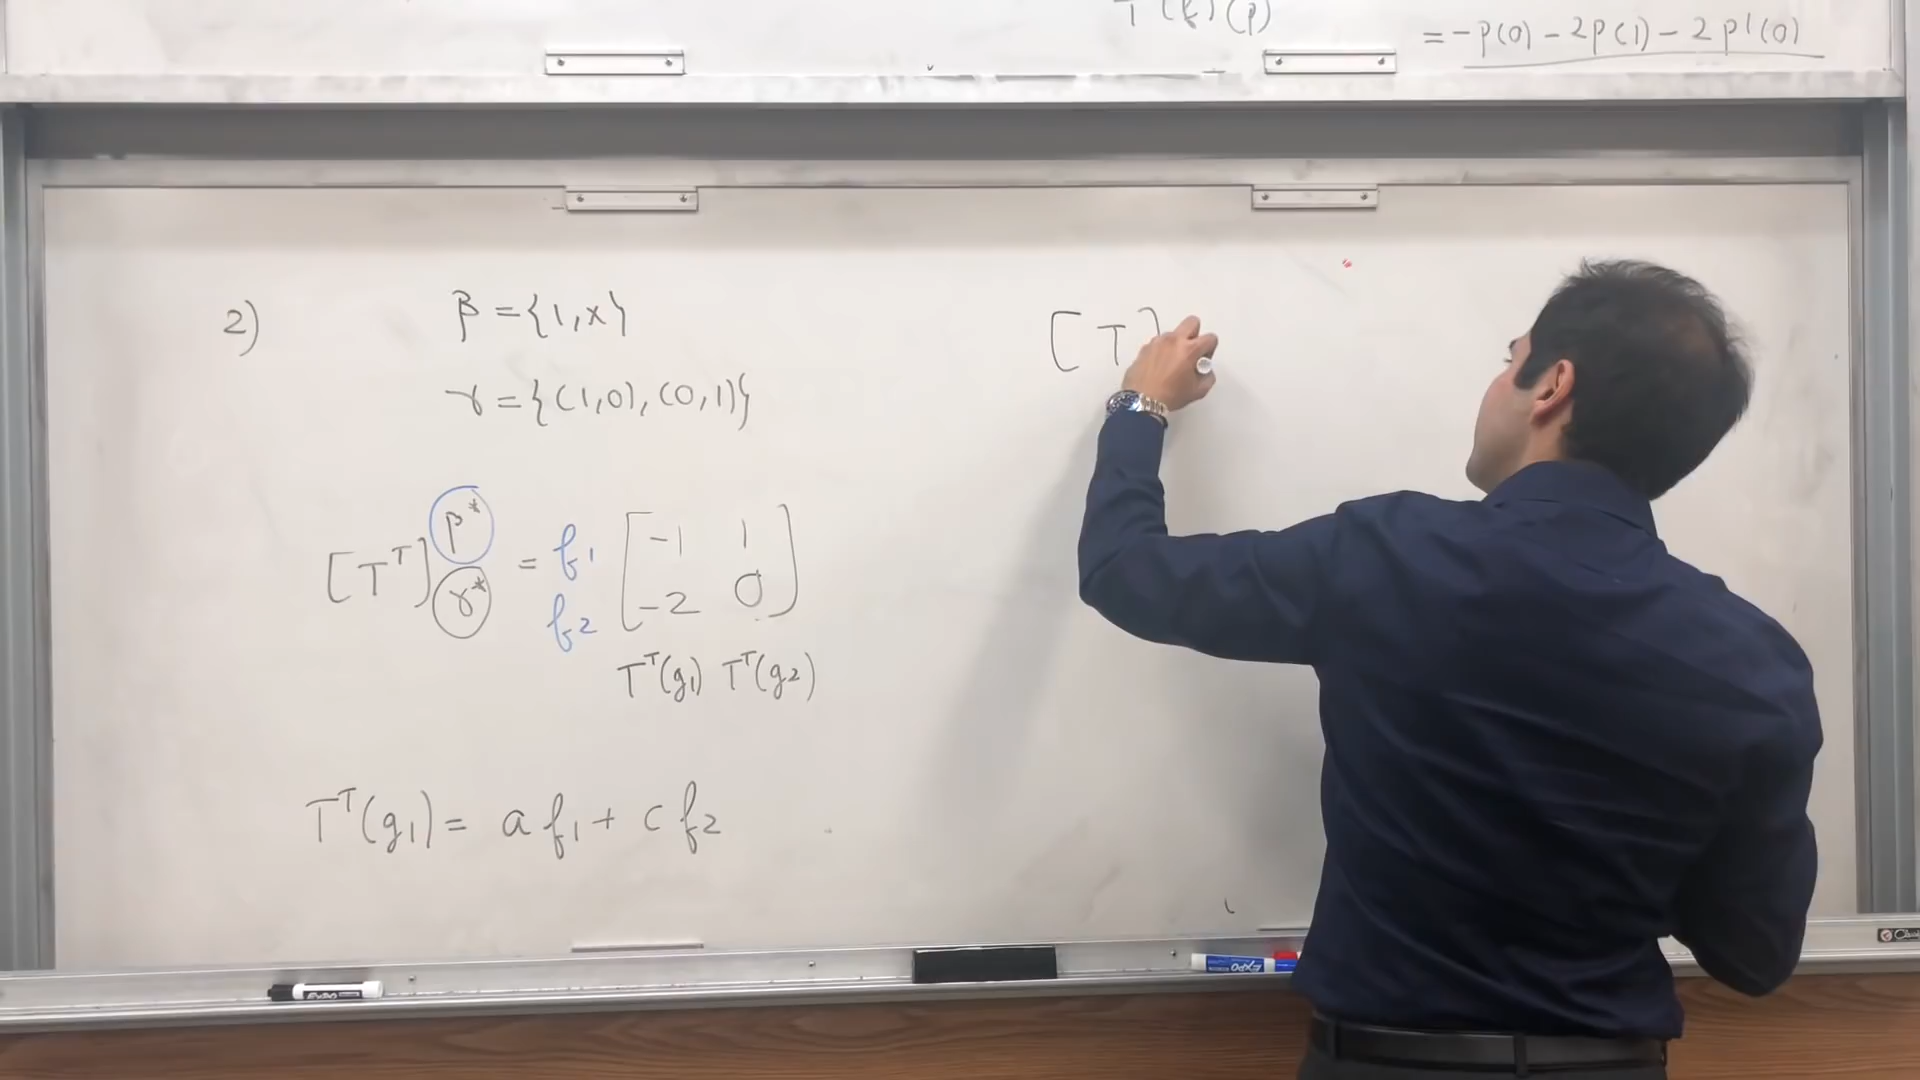 T (f) (p)
= -p(0) - 2p(1) - 2p'(0)
2)
β = {1, x}
γ = {(1,0), (0,1)}
[T^T]^β*_γ* = f1 f2 [-1 1
-2 0]
T^T(g1) T^T(g2)
T^T(g1) = a f1 + c f2
[T]
EXPO
EXPO